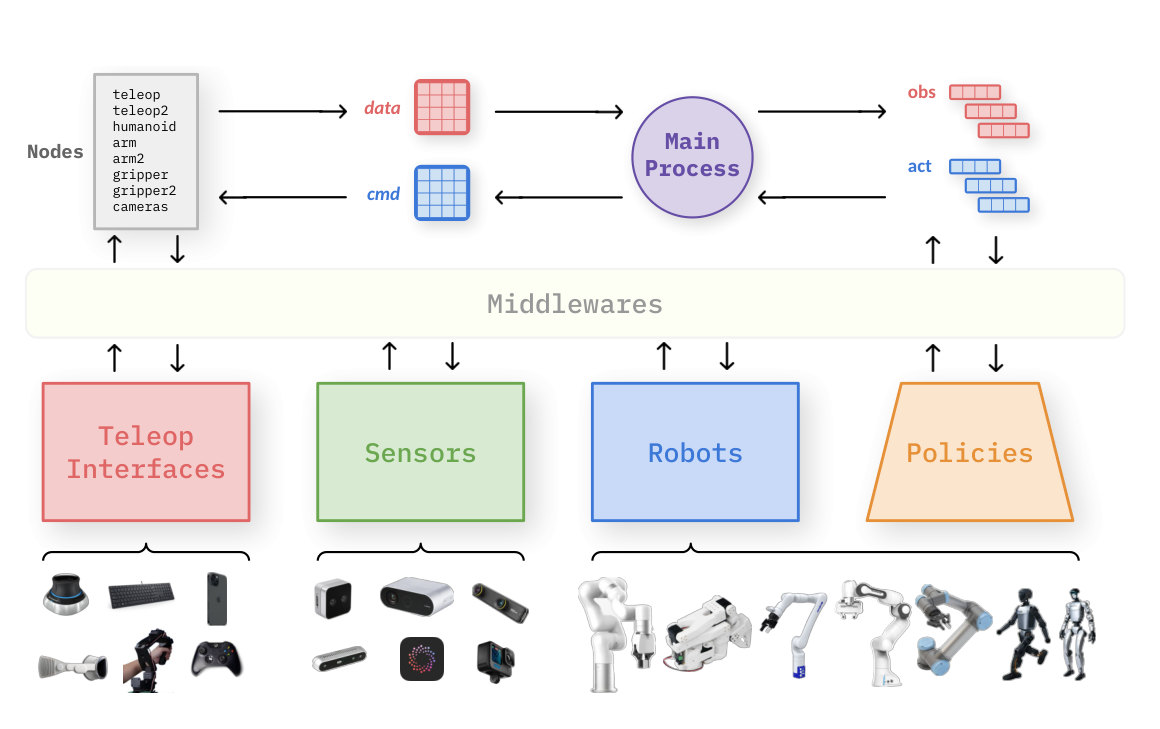 Nodes
teleop
teleop2
humanoid
arm
arm2
gripper
gripper2
cameras
data
cmd
Main
Process
obs
act
Middlewares
Teleop
Interfaces
Sensors
Robots
Policies